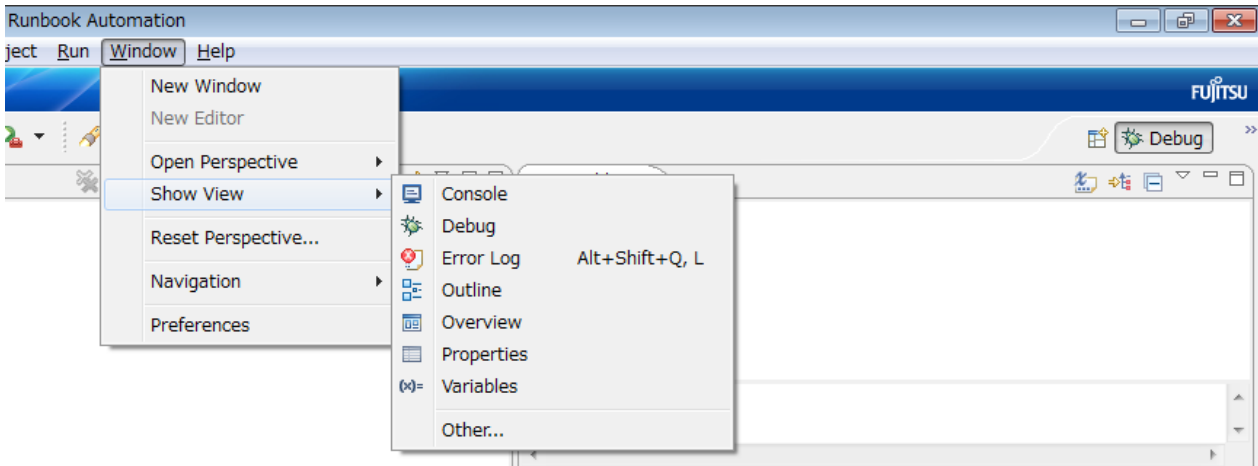 Runbook Automation
ject Run Window Help
FUJITSU
New Window
New Editor
Debug
Open Perspective
Show View
Console
Debug
Reset Perspective...
Error Log Alt+Shift+Q, L
Navigation
Outline
Preferences
Overview
Properties
(x)= Variables
Other...